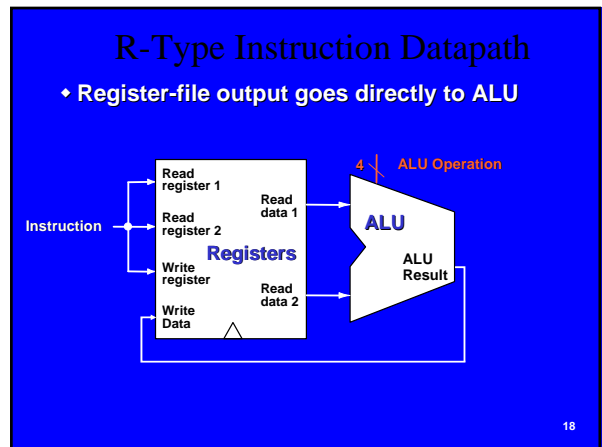 R-Type Instruction Datapath
◆ Register-file output goes directly to ALU
Read
register 1
Read
register 2
Write
register
Write
Data
Instruction
Registers
Read
data 1
Read
data 2
4
ALU Operation
ALU
ALU
Result
18